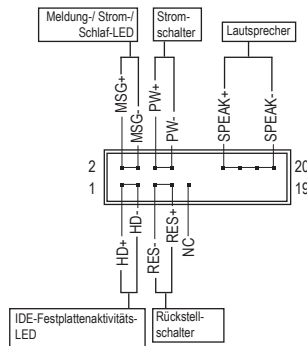 Meldung-/ Strom-/
Schlaf-LED
Strom-
schalter
Lautsprecher
MSG+
MSG-
PW+
PW-
SPEAK+
SPEAK-
2
20
1
19
HD+
HD-
RES-
RES+
NC
IDE-Festplattenaktivitäts-
LED
Rückstell-
schalter